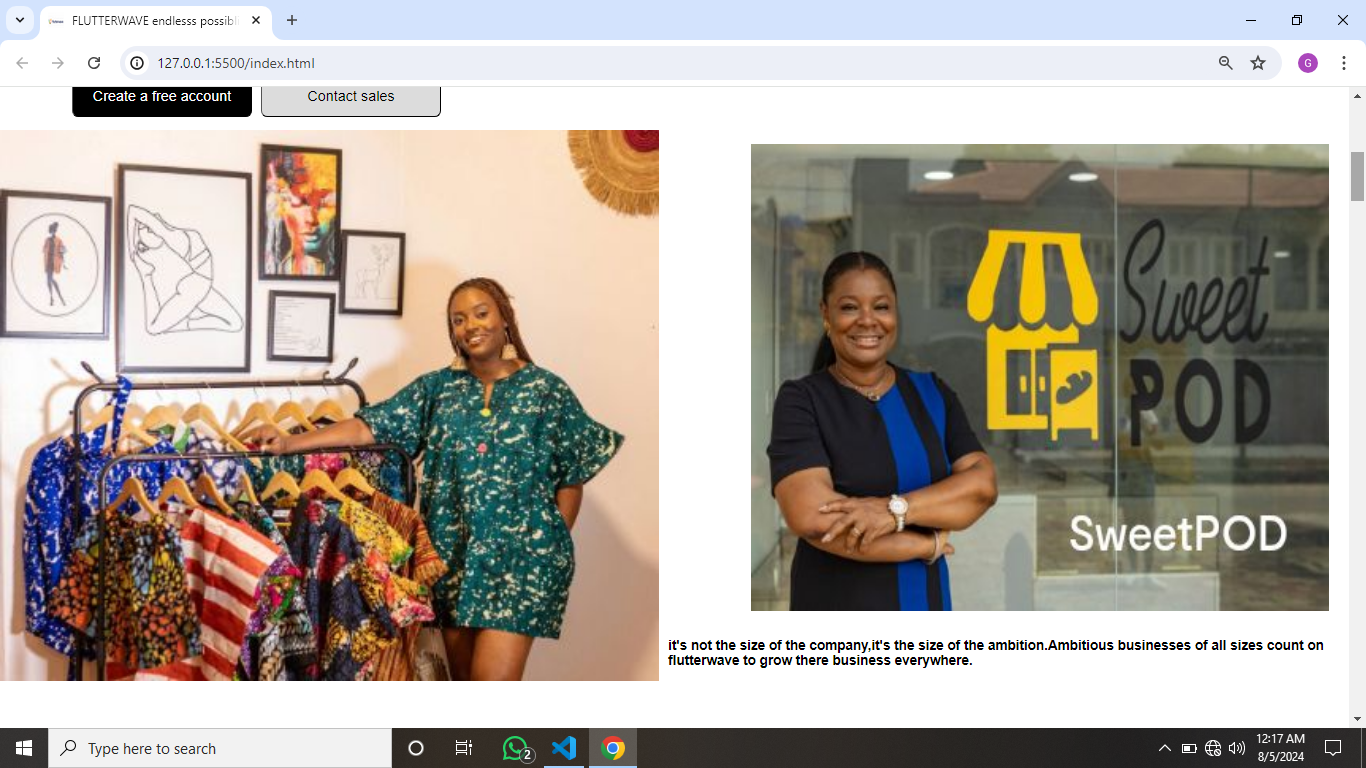 FLUTTERWAVE endlesss possibl
127.0.0.1:5500/index.html
G
Create a free account
Contact sales
Sweet
POD
SweetPOD
it's not the size of the company,it's the size of the ambition.Ambitious businesses of all sizes count on
flutterwave to grow there business everywhere.
Type here to search
2
12:17 AM
8/5/2024